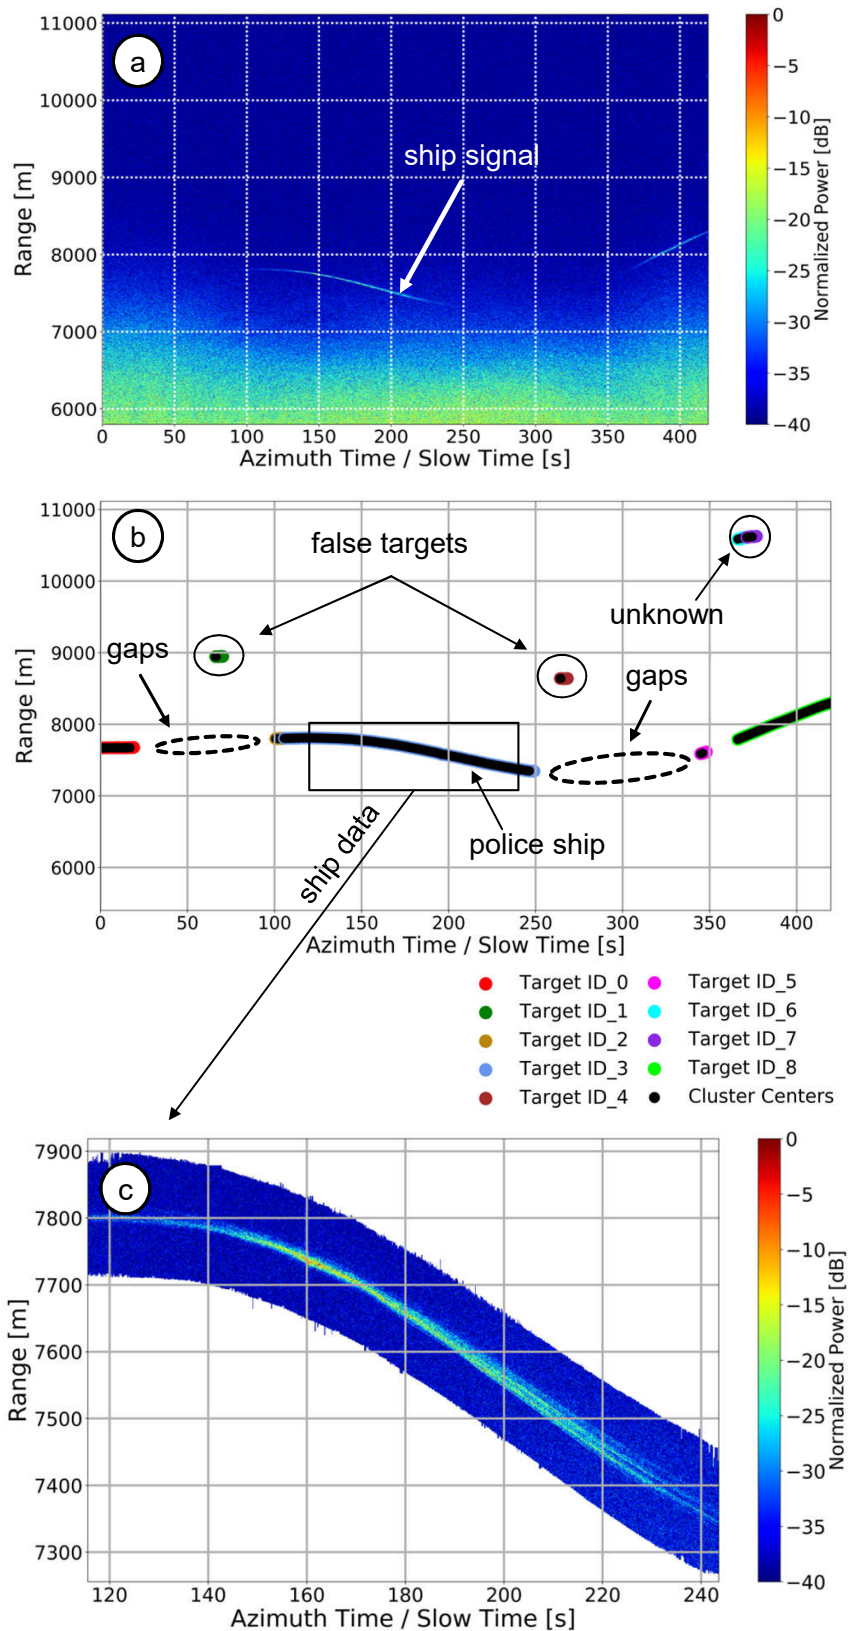 11000
10000
9000
8000
7000
6000
Range [m]
a
ship signal
0 50 100 150 200 250 300 350 400
Azimuth Time / Slow Time [s]
0
−5
−10
−15
−20
−25
−30
−35
−40
Normalized Power [dB]
11000
10000
9000
8000
7000
6000
Range [m]
b
false targets
unknown
gaps
gaps
police ship
ship data
0 50 100 150 200 250 300 350 400
Azimuth Time / Slow Time [s]
Target ID_0 Target ID_5
Target ID_1 Target ID_6
Target ID_2 Target ID_7
Target ID_3 Target ID_8
Target ID_4 Cluster Centers
7900
7800
7700
7600
7500
7400
7300
Range [m]
c
120 140 160 180 200 220 240
Azimuth Time / Slow Time [s]
0
−5
−10
−15
−20
−25
−30
−35
−40
Normalized Power [dB]